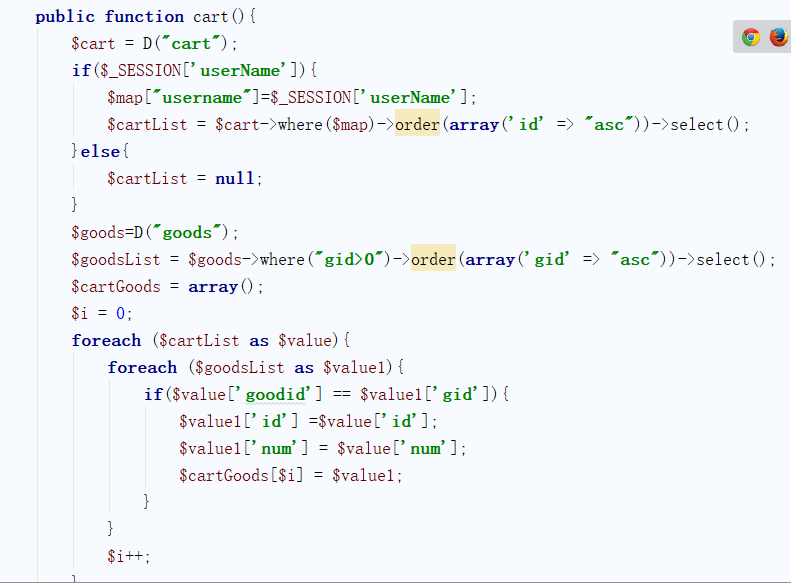 public function cart(){
$cart = D("cart");
if($_SESSION['userName']){
$map["username"]=$_SESSION['userName'];
$cartList = $cart->where($map)->order(array('id' => "asc"))->select();
}else{
$cartList = null;
}
$goods=D("goods");
$goodsList = $goods->where("gid>0")->order(array('gid' => "asc"))->select();
$cartGoods = array();
$i = 0;
foreach ($cartList as $value){
foreach ($goodsList as $value1){
if($value['goodid'] == $value1['gid']){
$value1['id'] =$value['id'];
$value1['num'] = $value['num'];
$cartGoods[$i] = $value1;
}
}
$i++;
}